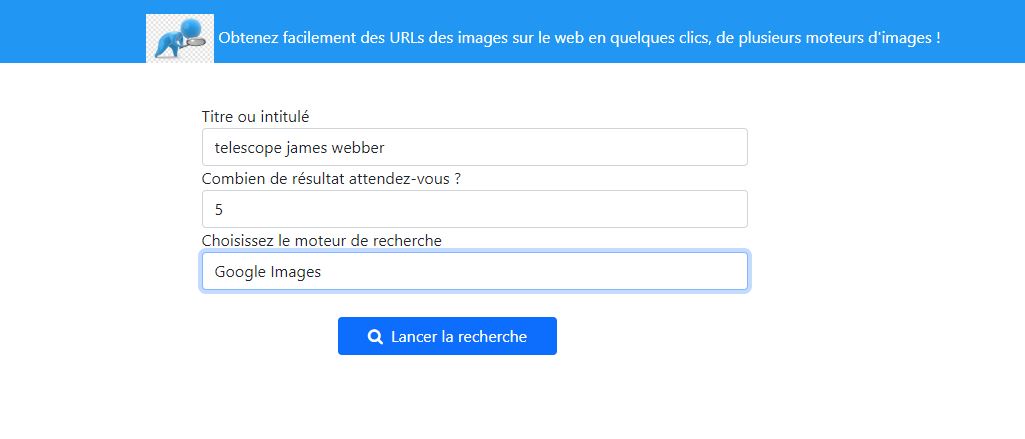 Obtenez facilement des URLs des images sur le web en quelques clics, de plusieurs moteurs d'images !
Titre ou intitulé
telescope james webber
Combien de résultat attendez-vous ?
5
Choisissez le moteur de recherche
Google Images
Lancer la recherche